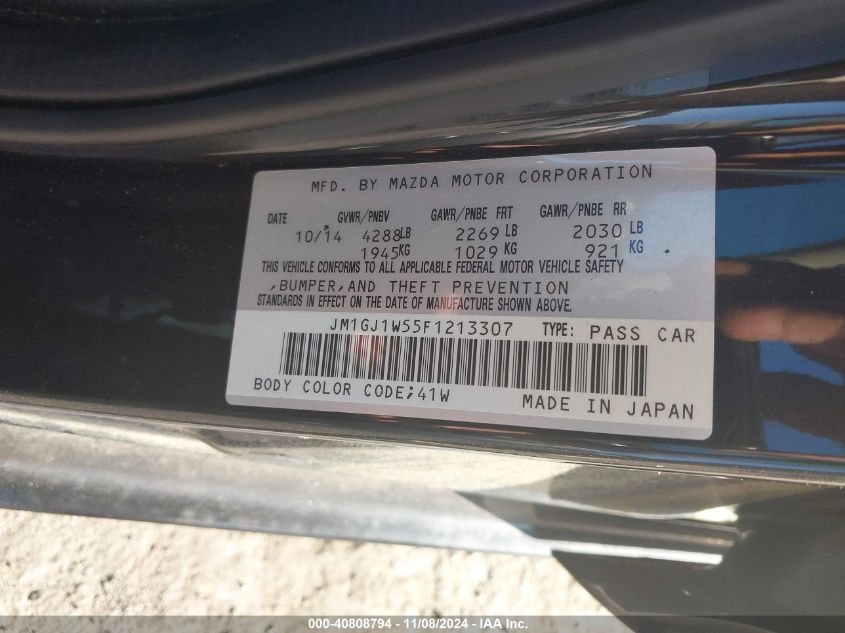 MFD. BY MAZDA MOTOR CORPORATION
DATE GVWR/PNBV GAWR/PNBE FRT GAWR/PNBE RR
10/14 4288LB 2269 LB 2030 LB
1945KG 1029 KG 921 KG
THIS VEHICLE CONFORMS TO ALL APPLICABLE FEDERAL MOTOR VEHICLE SAFETY
,BUMPER,AND THEFT PREVENTION
STANDARDS IN EFFECT ON THE DATE OF MANUFACTURE SHOWN ABOVE.
JM1GJ1W55F1213307 TYPE: PASS CAR
BODY COLOR CODE;41W MADE IN JAPAN
000-40808794 - 11/08/2024 - IAA Inc.